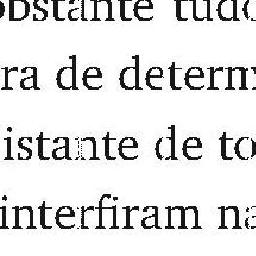 obstante tudo
ra de determ
istante de to
interfiram na